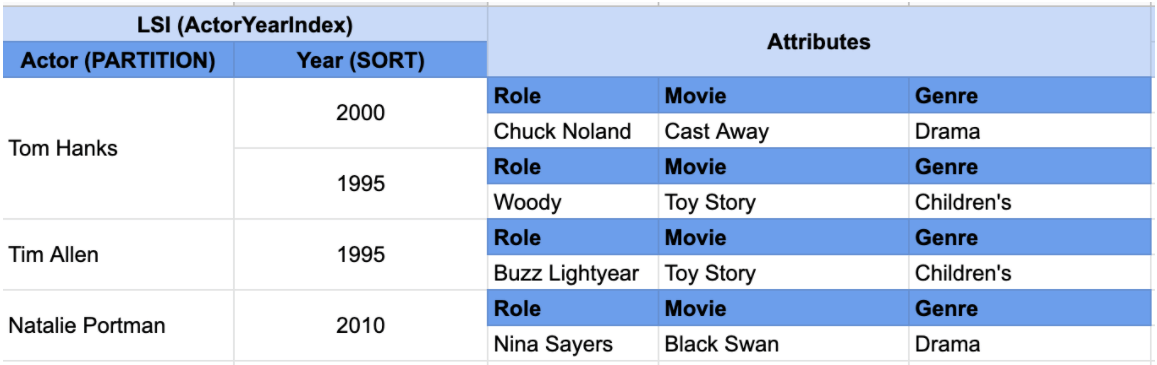 LSI (ActorYearIndex) Attributes
Actor (PARTITION) Year (SORT)
Tom Hanks 2000 Role Movie Genre
Chuck Noland Cast Away Drama
1995 Role Movie Genre
Woody Toy Story Children's
Tim Allen 1995 Role Movie Genre
Buzz Lightyear Toy Story Children's
Natalie Portman 2010 Role Movie Genre
Nina Sayers Black Swan Drama